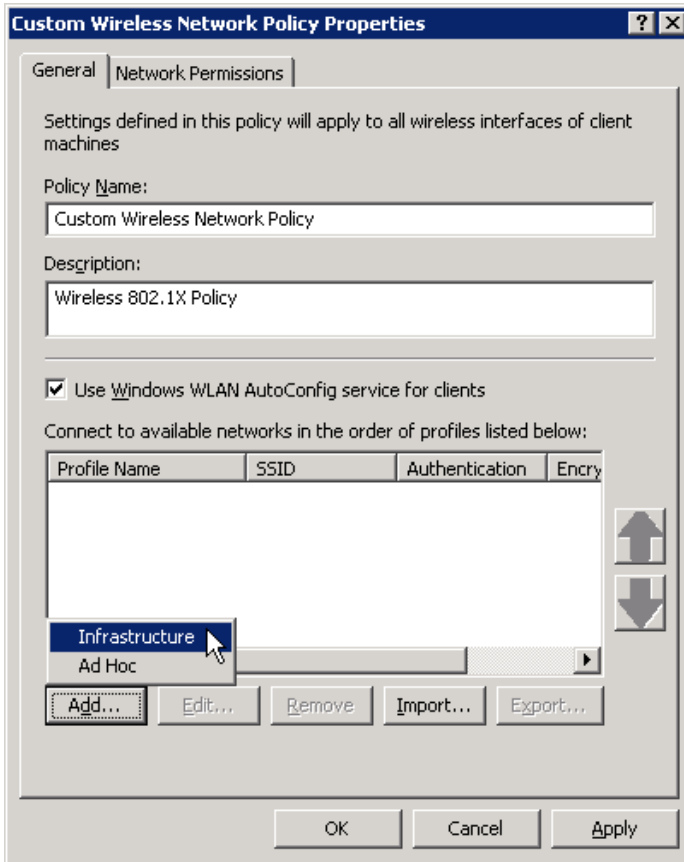 Custom Wireless Network Policy Properties
General
Network Permissions
Settings defined in this policy will apply to all wireless interfaces of client
machines
Policy Name:
Custom Wireless Network Policy
Description:
Wireless 802.1X Policy
Use Windows WLAN AutoConfig service for clients
Connect to available networks in the order of profiles listed below:
Profile Name SSID Authentication Encry
Infrastructure
Ad Hoc
Add... Edit... Remove Import... Export...
OK Cancel Apply